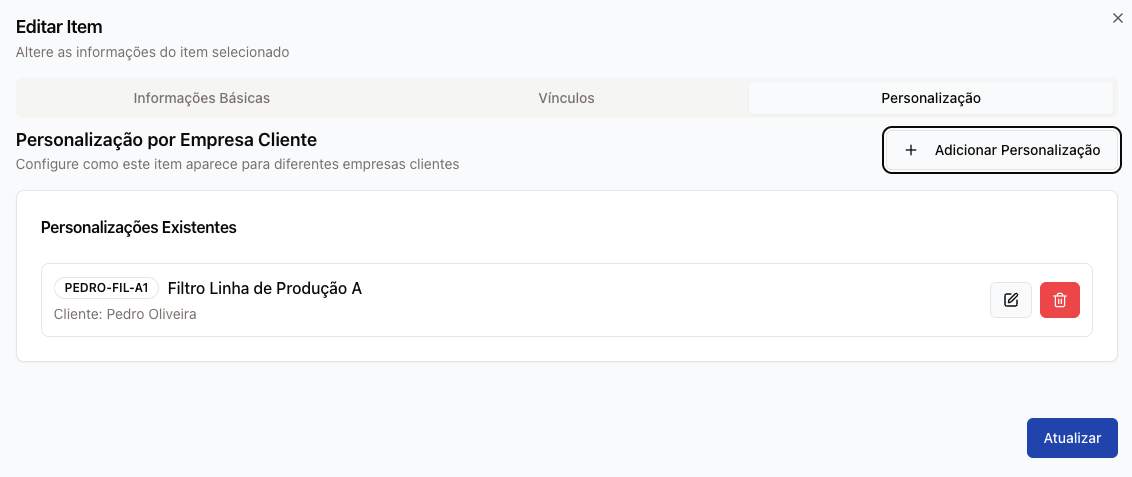 Editar Item
Altere as informações do item selecionado
Informações Básicas
Vínculos
Personalização
Personalização por Empresa Cliente
Configure como este item aparece para diferentes empresas clientes
Adicionar Personalização
Personalizações Existentes
PEDRO-FIL-A1 Filtro Linha de Produção A
Cliente: Pedro Oliveira
Atualizar